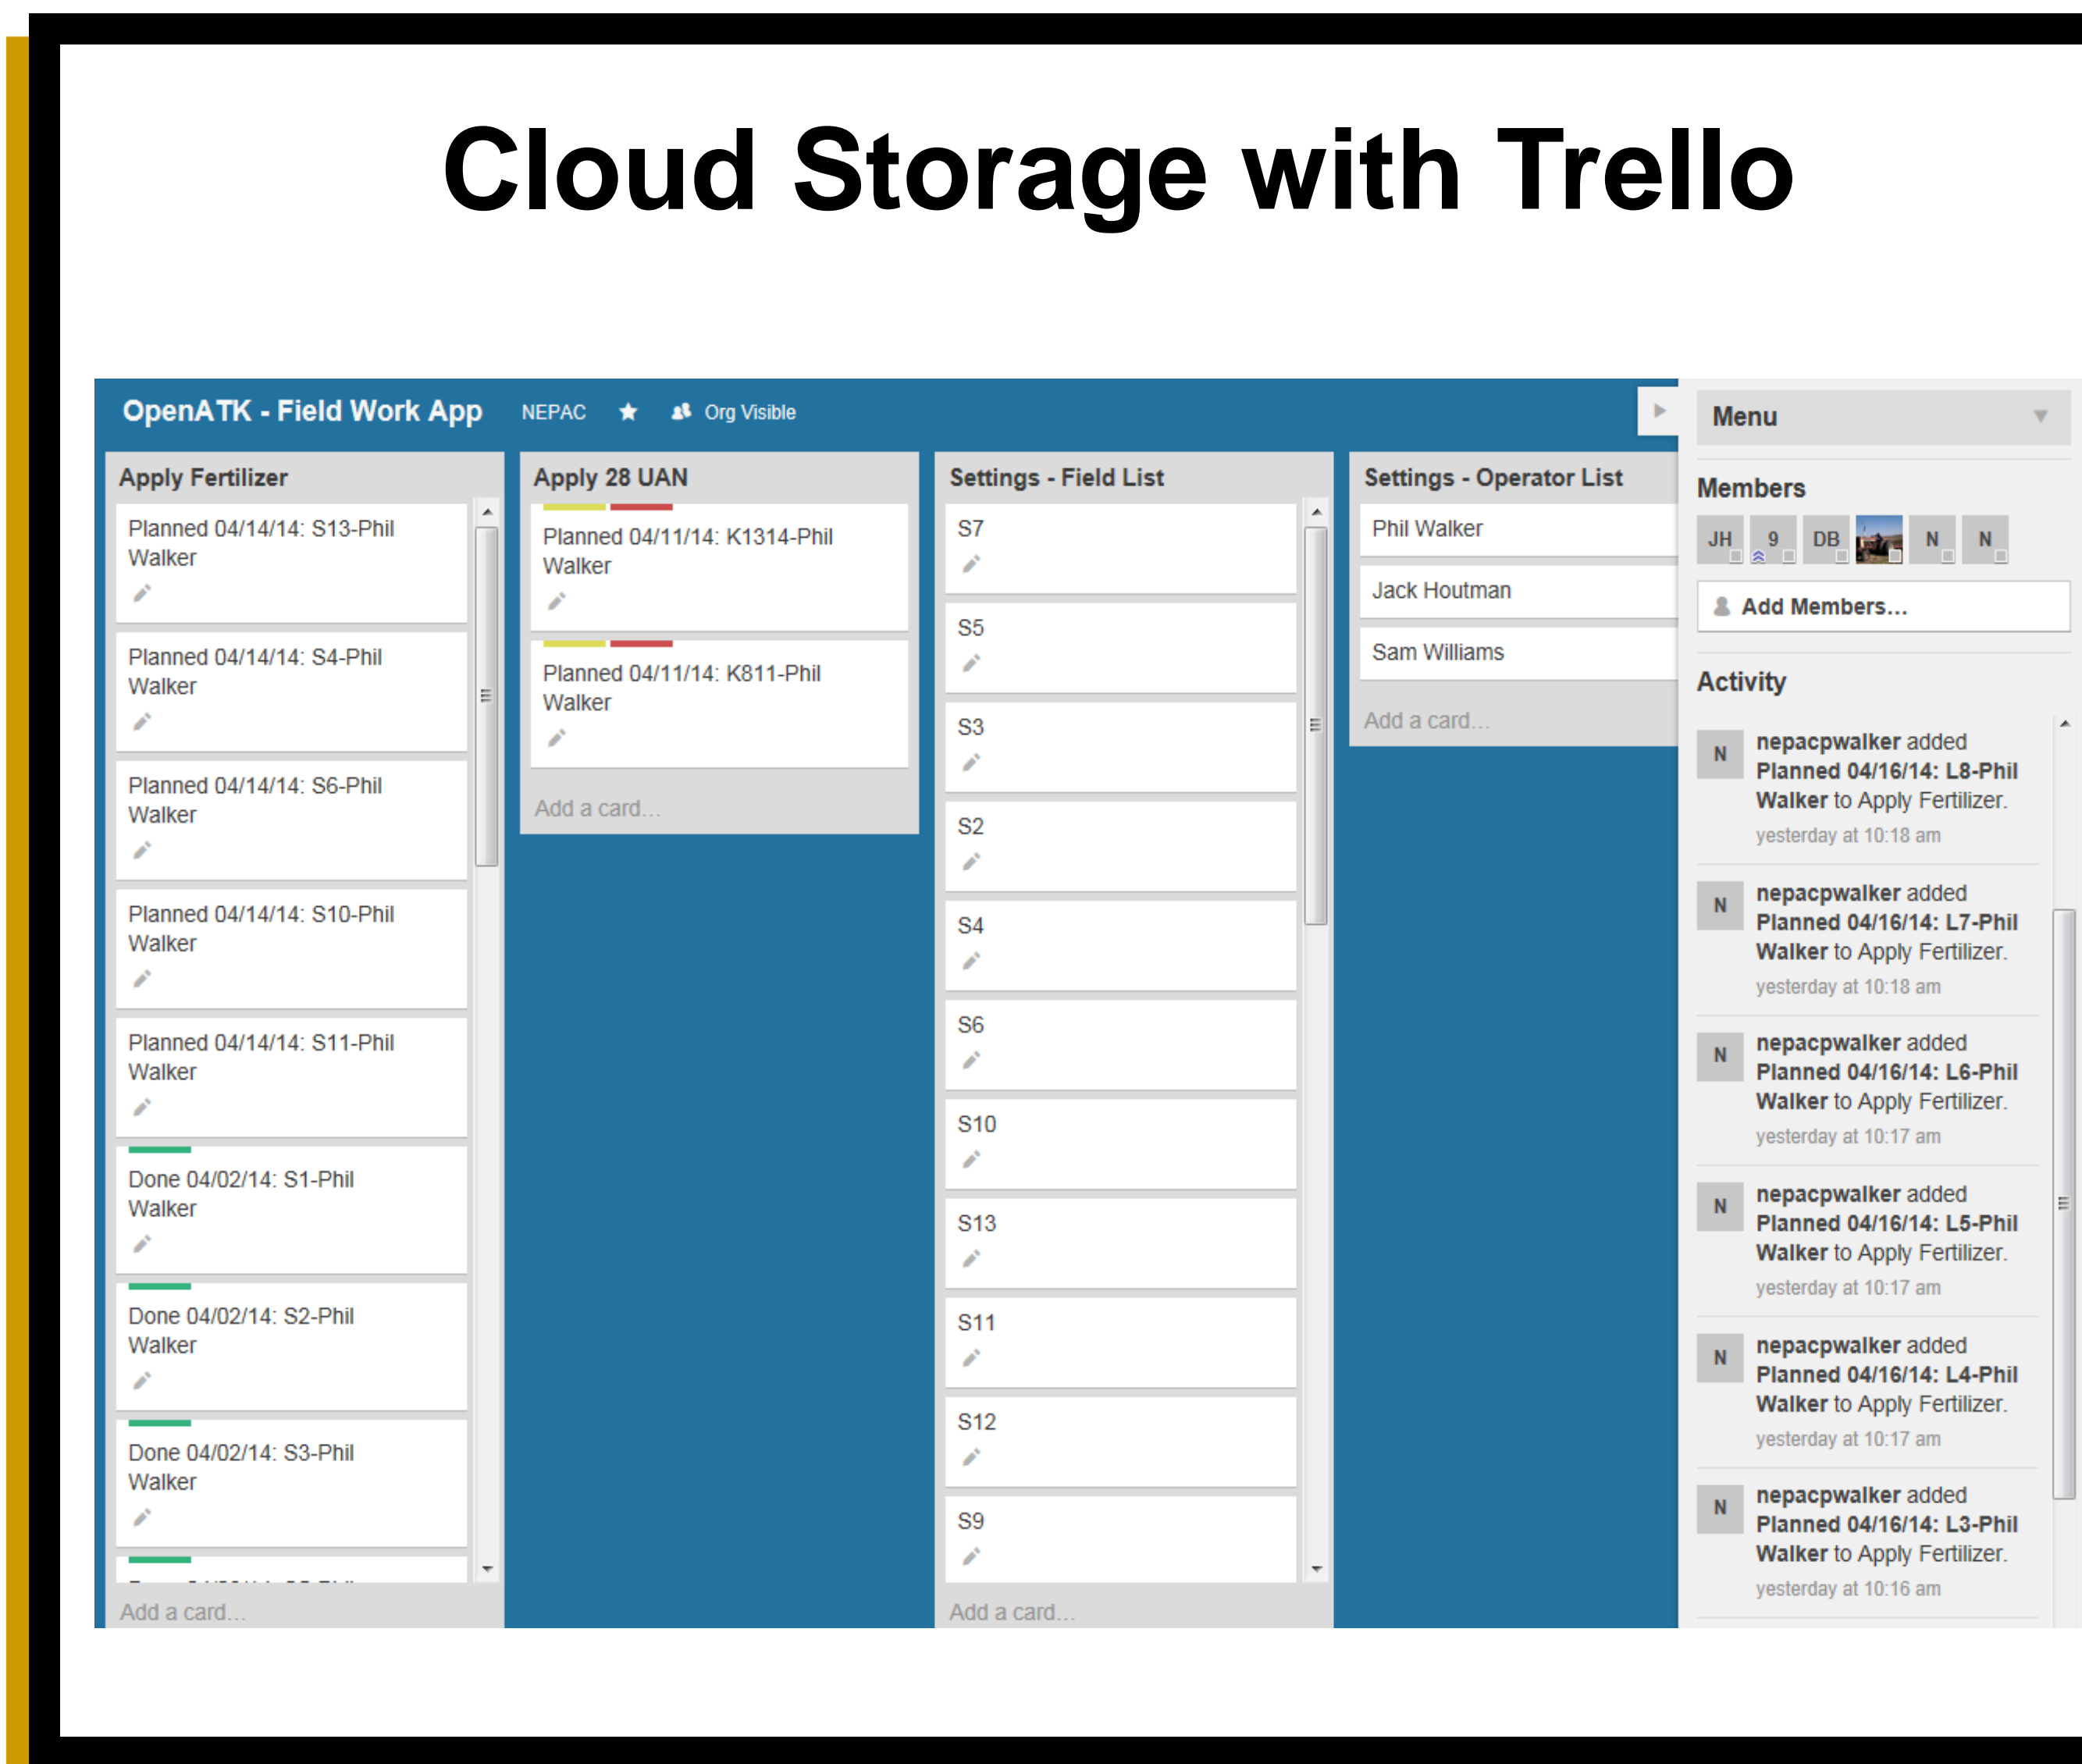 Cloud Storage with Trello
OpenATK - Field Work App NEPAC Org Visible
Apply Fertilizer
Planned 04/14/14: S13-Phil
Walker
Planned 04/14/14: S4-Phil
Walker
Planned 04/14/14: S6-Phil
Walker
Planned 04/14/14: S10-Phil
Walker
Planned 04/14/14: S11-Phil
Walker
Done 04/02/14: S1-Phil
Walker
Done 04/02/14: S2-Phil
Walker
Done 04/02/14: S3-Phil
Walker
Add a card...
Apply 28 UAN
Planned 04/11/14: K1314-Phil
Walker
Planned 04/11/14: K811-Phil
Walker
Add a card...
Settings - Field List
S7
S5
S3
S2
S4
S6
S10
S13
S11
S12
S9
Add a card...
Settings - Operator List
Phil Walker
Jack Houtman
Sam Williams
Add a card...
Menu
Members
JH 9 DB N N
Add Members...
Activity
N
nepacpwalker added
Planned 04/16/14: L8-Phil
Walker to Apply Fertilizer.
yesterday at 10:18 am
N
nepacpwalker added
Planned 04/16/14: L7-Phil
Walker to Apply Fertilizer.
yesterday at 10:18 am
N
nepacpwalker added
Planned 04/16/14: L6-Phil
Walker to Apply Fertilizer.
yesterday at 10:17 am
N
nepacpwalker added
Planned 04/16/14: L5-Phil
Walker to Apply Fertilizer.
yesterday at 10:17 am
N
nepacpwalker added
Planned 04/16/14: L4-Phil
Walker to Apply Fertilizer.
yesterday at 10:17 am
N
nepacpwalker added
Planned 04/16/14: L3-Phil
Walker to Apply Fertilizer.
yesterday at 10:16 am